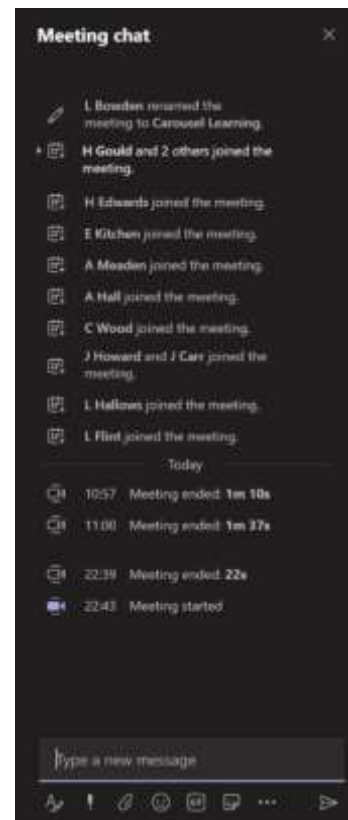 Meeting chat
L Bowden renamed the
meeting to Carousel Learning.
H Gould and 2 others joined the
meeting.
H Edwards joined the meeting.
E Kitchen joined the meeting.
A Meaden joined the meeting.
A Hall joined the meeting.
C Wood joined the meeting.
J Howard and J Carr joined the
meeting.
L Hallows joined the meeting.
L Flint joined the meeting.
Today
10:57 Meeting ended: 1m 10s
11:00 Meeting ended: 1m 37s
22:39 Meeting ended: 22s
22:43 Meeting started
Type a new message
GIF